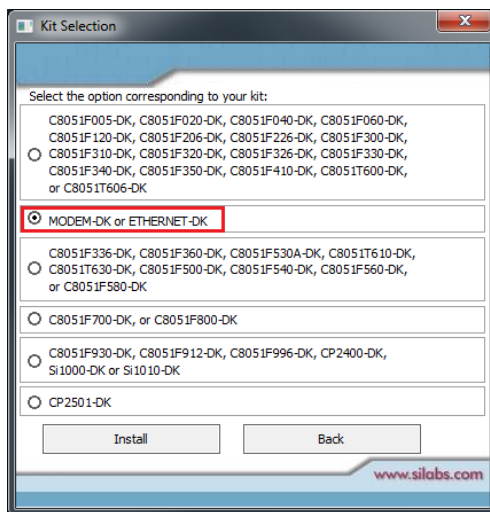 Kit Selection
Select the option corresponding to your kit:
C8051F005-DK, C8051F020-DK, C8051F040-DK, C8051F060-DK,
C8051F120-DK, C8051F206-DK, C8051F226-DK, C8051F300-DK,
C8051F310-DK, C8051F320-DK, C8051F326-DK, C8051F330-DK,
C8051F340-DK, C8051F350-DK, C8051F410-DK, C8051T600-DK,
or C8051T606-DK
MODEM-DK or ETHERNET-DK
C8051F336-DK, C8051F360-DK, C8051F530A-DK, C8051T610-DK,
C8051T630-DK, C8051F500-DK, C8051F540-DK, C8051F560-DK,
or C8051F580-DK
C8051F700-DK, or C8051F800-DK
C8051F930-DK, C8051F912-DK, C8051F996-DK, CP2400-DK,
Si1000-DK or Si1010-DK
CP2501-DK
Install
Back
www.silabs.com